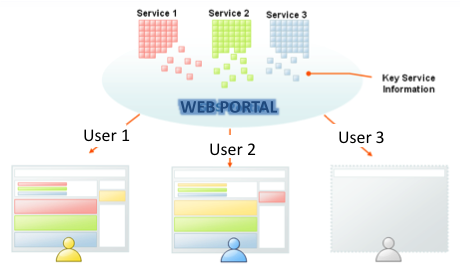 Service 1 Service 2 Service 3
Key Service
Information
WEB PORTAL
User 1
User 2
User 3